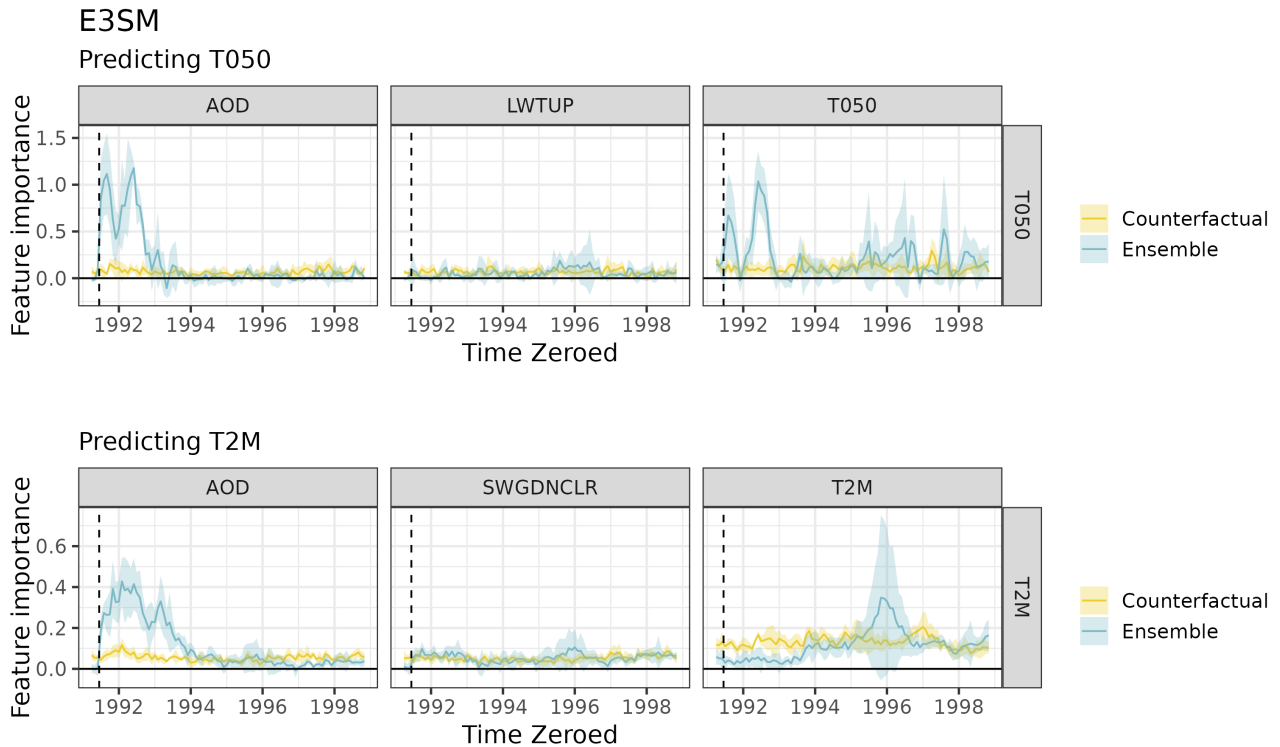 E3SM
Predicting T050
AOD LWTUP T050
Feature importance
1.5
1.0
0.5
0.0
T050
1992 1994 1996 1998 1992 1994 1996 1998 1992 1994 1996 1998
Time Zeroed
Counterfactual
Ensemble
Predicting T2M
AOD SWGDNCLR T2M
Feature importance
0.6
0.4
0.2
0.0
T2M
1992 1994 1996 1998 1992 1994 1996 1998 1992 1994 1996 1998
Time Zeroed
Counterfactual
Ensemble